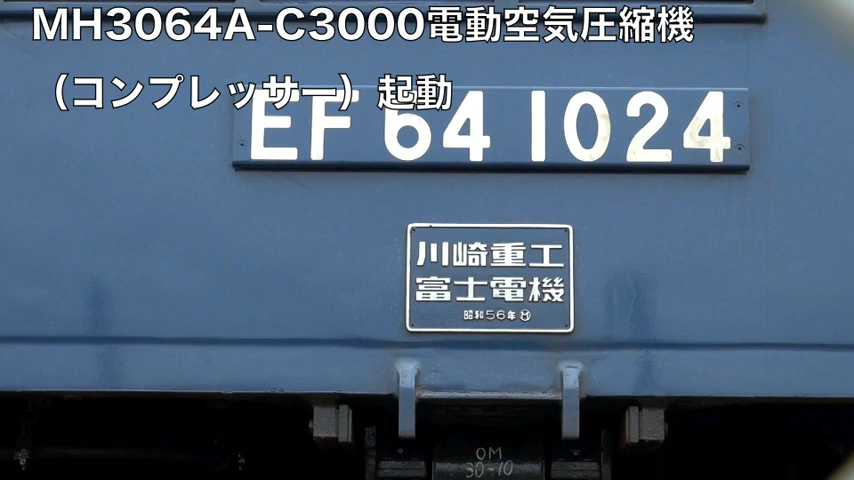 MH3064A-C3000電動空気圧縮機
（コンプレッサー）起動
EF64 1024
川崎重工
富士電機
昭和56年 H
OM
30-10